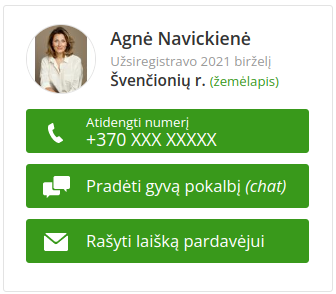 Agnė Navickienė
Užsiregistravo 2021 birželį
Švenčionių r. (žemėlapis)
Atidengti numerį
+370 XXX XXXXX
Pradėti gyvą pokalbį (chat)
Rašyti laišką pardavėjui